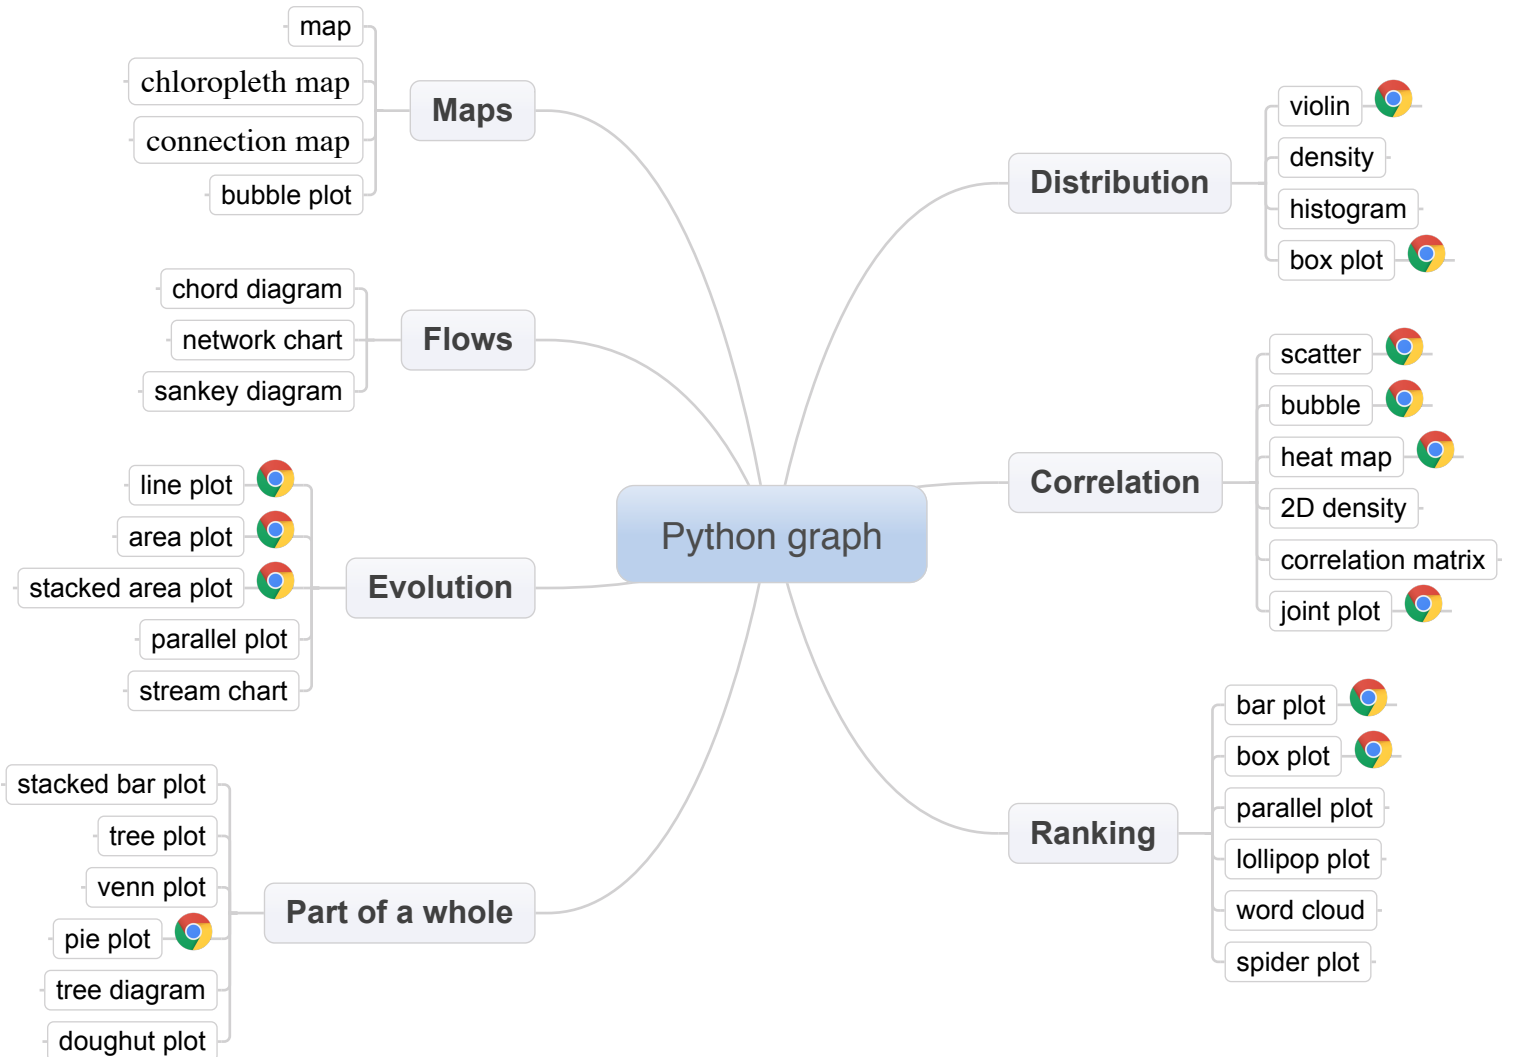 Python graph
Maps
map
chloropleth map
connection map
bubble plot
Flows
chord diagram
network chart
sankey diagram
Evolution
line plot
area plot
stacked area plot
parallel plot
stream chart
Part of a whole
stacked bar plot
tree plot
venn plot
pie plot
tree diagram
doughut plot
Distribution
violin
density
histogram
box plot
Correlation
scatter
bubble
heat map
2D density
correlation matrix
joint plot
Ranking
bar plot
box plot
parallel plot
lollipop plot
word cloud
spider plot